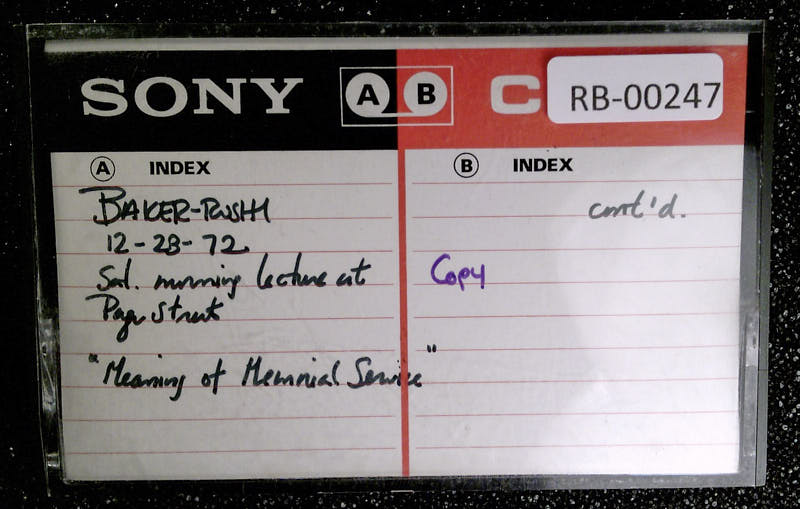 SONY A B C RB-00247
A INDEX
BAKER-ROSHI
12-28-72.
Sat. morning lecture at
Page Street
"Meaning of Memorial Service"
B INDEX
cont'd.
Copy